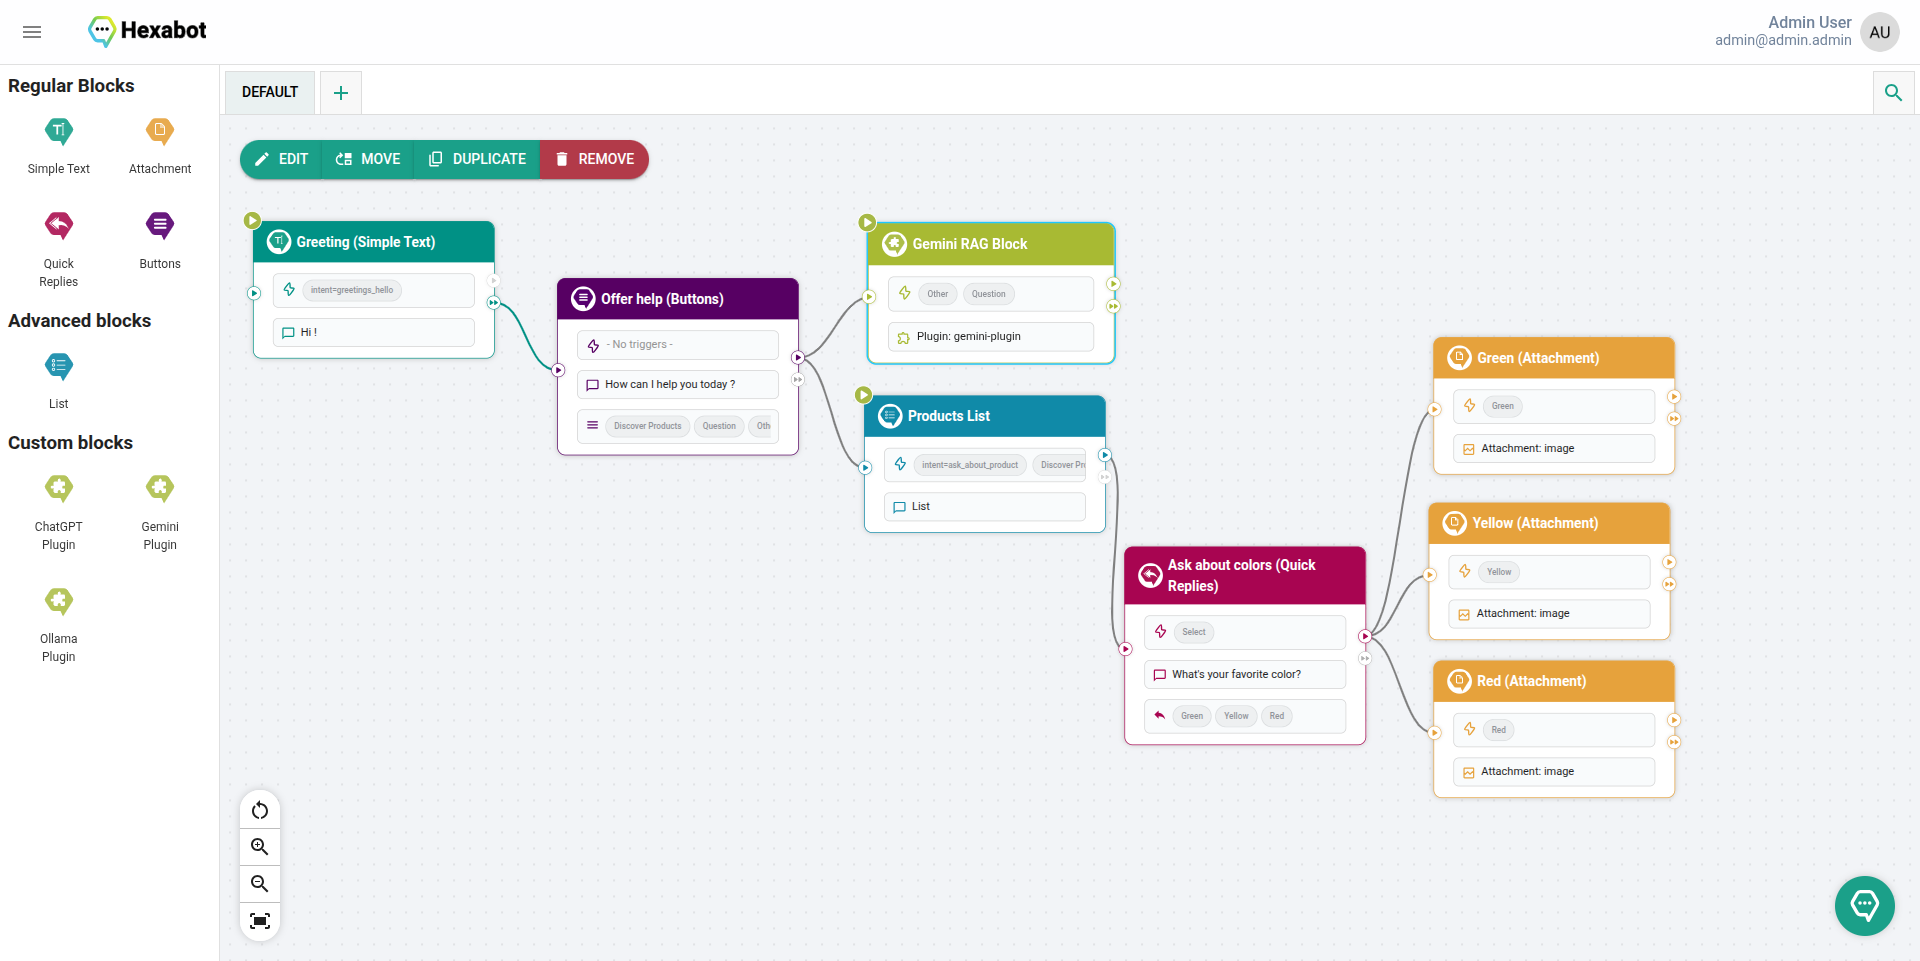 Hexabot
Admin User
admin@admin.admin
AU
Regular Blocks
Simple Text
Attachment
Quick
Replies
Buttons
Advanced blocks
List
Custom blocks
ChatGPT
Plugin
Gemini
Plugin
Ollama
Plugin
DEFAULT
EDIT
MOVE
DUPLICATE
REMOVE
Greeting (Simple Text)
intent=greetings_hello
Hi !
Offer help (Buttons)
- No triggers -
How can I help you today ?
Discover Products Question Oth
Gemini RAG Block
Other Question
Plugin: gemini-plugin
Products List
intent=ask_about_product Discover Pr
List
Ask about colors (Quick
Replies)
Select
What's your favorite color?
Green Yellow Red
Green (Attachment)
Green
Attachment: image
Yellow (Attachment)
Yellow
Attachment: image
Red (Attachment)
Red
Attachment: image